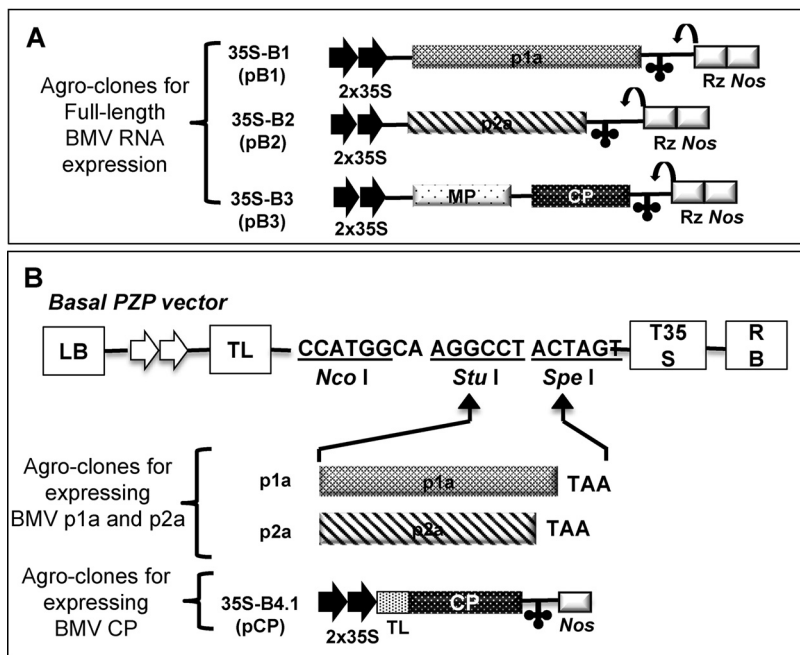 A
Agro-clones for
Full-length
BMV RNA
expression
35S-B1
(pB1)
2x35S
p1a
Rz Nos
35S-B2
(pB2)
2x35S
p2a
Rz Nos
35S-B3
(pB3)
2x35S
MP
CP
Rz Nos
B
Basal PZP vector
LB
TL
CCATGGCA AGGCCT ACTAGT
T35
S
R
B
Nco I
Stu I
Spe I
Agro-clones for
expressing
BMV p1a and p2a
p1a
p1a
TAA
p2a
p2a
TAA
Agro-clones for
expressing
BMV CP
35S-B4.1
(pCP)
2x35S
TL
CP
Nos